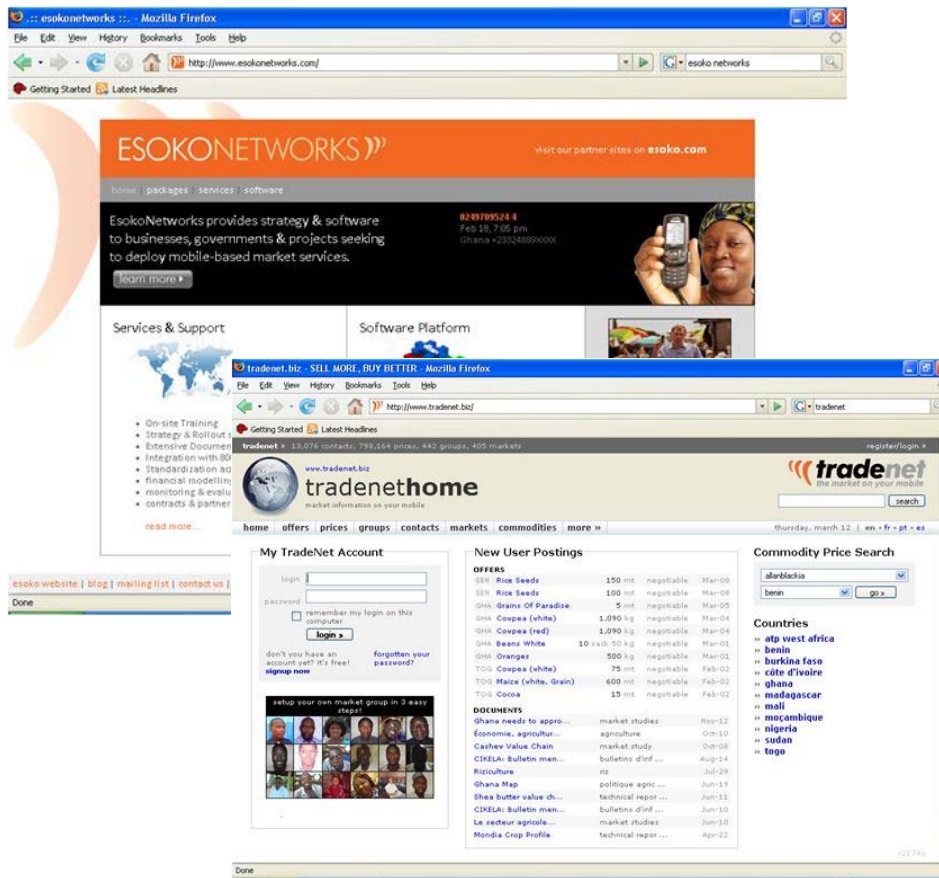 .:: esokonetworks ::. - Mozilla Firefox
File Edit View History Bookmarks Tools Help
http://www.esokonetworks.com/
esoko networks
Getting Started Latest Headlines
ESOKONETWORKS
visit our partner sites on esoko.com
home | packages | services | software
EsokoNetworks provides strategy & software
to businesses, governments & projects seeking
to deploy mobile-based market services.
learn more
0249709524 4
Feb 18, 7:05 pm
Ghana +23324889XXXX
Services & Support
Software Platform
On-site Training
Strategy & Rollout
Extensive Documen
Integration with 80
Standardization ac
financial modelling
monitoring & evalu
contracts & partner
read more...
esoko website | blog | mailing list | contact us |
Done
tradenet.biz - SELL MORE, BUY BETTER - Mozilla Firefox
File Edit View History Bookmarks Tools Help
http://www.tradenet.biz/
tradenet
Getting Started Latest Headlines
tradenet » 13,076 contacts, 798,164 prices, 442 groups, 405 markets
register/login »
www.tradenet.biz
tradenethome
market information on your mobile
tradenet
the market on your mobile
search
home offers prices groups contacts markets commodities more »
thursday, march 12 | en • fr • pt • es
My TradeNet Account
login
password
remember my login on this
computer
login »
don't you have an
account yet? it's free!
signup now
forgotten your
password?
setup your own market group in 3 easy
steps!
New User Postings
OFFERS
SEN Rice Seeds 150 mt negotiable Mar-08
SEN Rice Seeds 100 mt negotiable Mar-08
GHA Grains Of Paradise 5 mt negotiable Mar-05
GHA Cowpea (white) 1,090 kg negotiable Mar-04
GHA Cowpea (red) 1,090 kg negotiable Mar-04
GHA Beans White 10 sack 50 kg negotiable Mar-01
GHA Oranges 500 kg negotiable Mar-01
TOG Cowpea (white) 75 mt negotiable Feb-02
TOG Maize (white, Grain) 600 mt negotiable Feb-02
TOG Cocoa 15 mt negotiable Feb-02
DOCUMENTS
Ghana needs to appro... market studies Nov-12
Économie, agricultur... agriculture Oct-10
Cashew Value Chain market study Oct-08
CIKELA: Bulletin men... bulletins d'inf ... Aug-14
Riziculture riz Jul-29
Ghana Map politique agric ... Jun-19
Shea butter value ch... technical repor ... Jun-11
CIKELA: Bulletin men... bulletins d'inf ... Jun-10
Le secteur agricole... market studies Jun-10
Mondia Crop Profile technical repor ... Apr-22
Commodity Price Search
allanblackia
benin
go »
Countries
» atp west africa
» benin
» burkina faso
» côte d'ivoire
» ghana
» madagascar
» mali
» moçambique
» nigeria
» sudan
» togo
Done